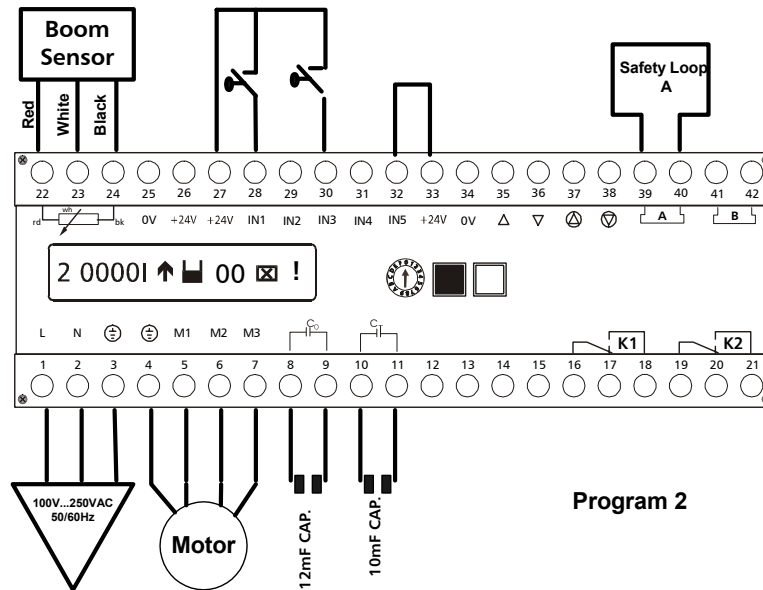 Boom
Sensor
Safety Loop
A
Red
White
Black
22 23 24 25 26 27 28 29 30 31 32 33 34 35 36 37 38 39 40 41 42
rd wh bk 0V +24V +24V IN1 IN2 IN3 IN4 IN5 +24V 0V A B
2 0000I 00 !
L N M1 M2 M3 CO CT
K1 K2
1 2 3 4 5 6 7 8 9 10 11 12 13 14 15 16 17 18 19 20 21
100V...250VAC
50/60Hz
Motor
12mF CAP.
10mF CAP.
Program 2